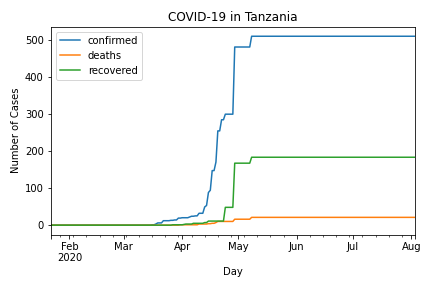 COVID-19 in Tanzania
confirmed
deaths
recovered
Number of Cases
500
400
300
200
100
0
Feb Mar Apr May Jun Jul Aug
2020
Day